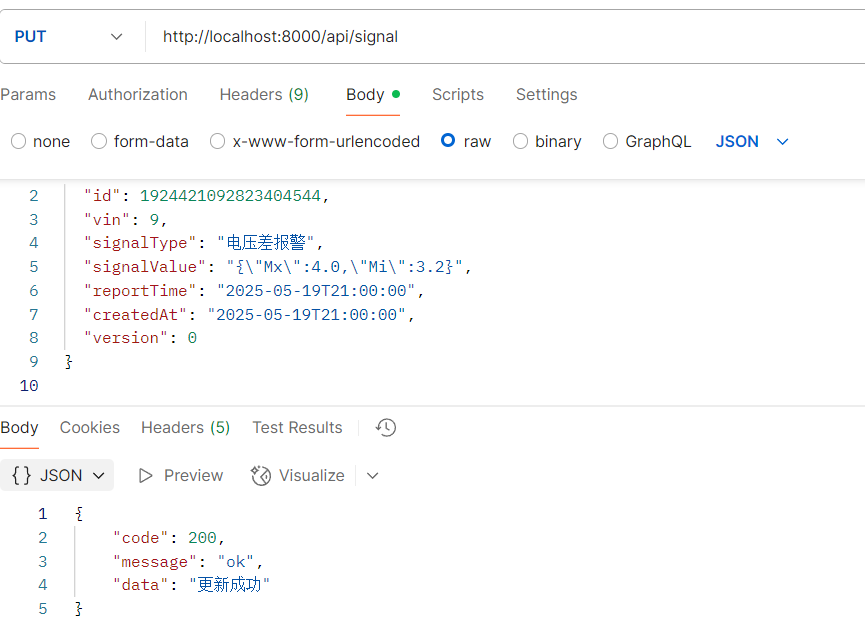 PUT http://localhost:8000/api/signal
Params Authorization Headers (9) Body Scripts Settings
none form-data x-www-form-urlencoded raw binary GraphQL JSON
2 "id": 1924421092823404544,
3 "vin": 9,
4 "signalType": "电压差报警",
5 "signalValue": "{\"Mx\":4.0,\"Mi\":3.2}",
6 "reportTime": "2025-05-19T21:00:00",
7 "createdAt": "2025-05-19T21:00:00",
8 "version": 0
9 }
10
Body Cookies Headers (5) Test Results
{} JSON Preview Visualize
1 {
2 "code": 200,
3 "message": "ok",
4 "data": "更新成功"
5 }